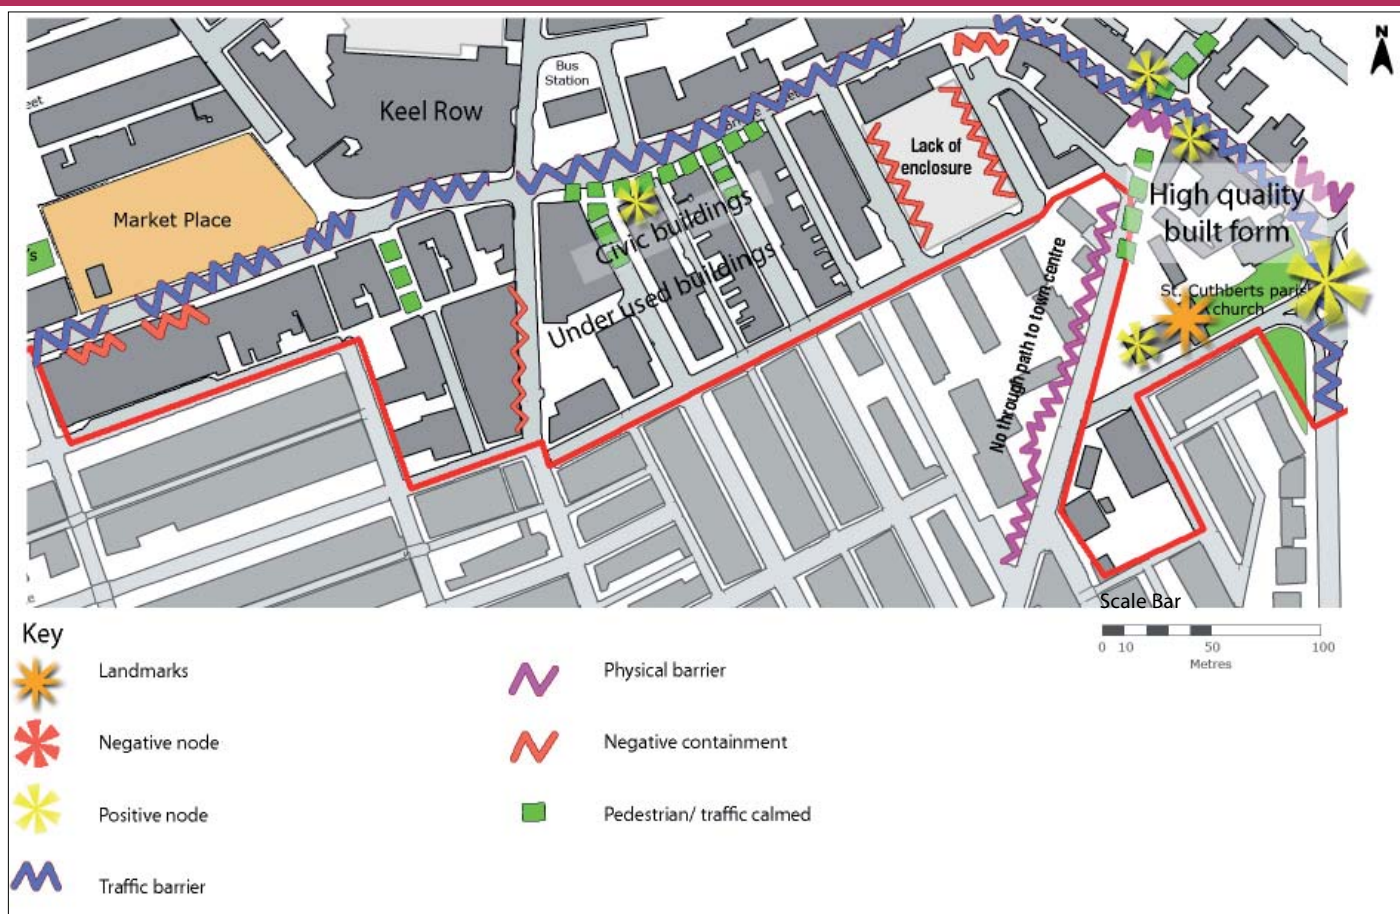 N
Bus
Station
Keel Row
Lack of
enclosure
Market Place
High quality
built form
Civic buildings
Under used buildings
No through path to town centre
St. Cuthberts paris
church
Scale Bar
0 10 50 100
Metres
Key
Landmarks
Physical barrier
Negative node
Negative containment
Positive node
Pedestrian/ traffic calmed
Traffic barrier